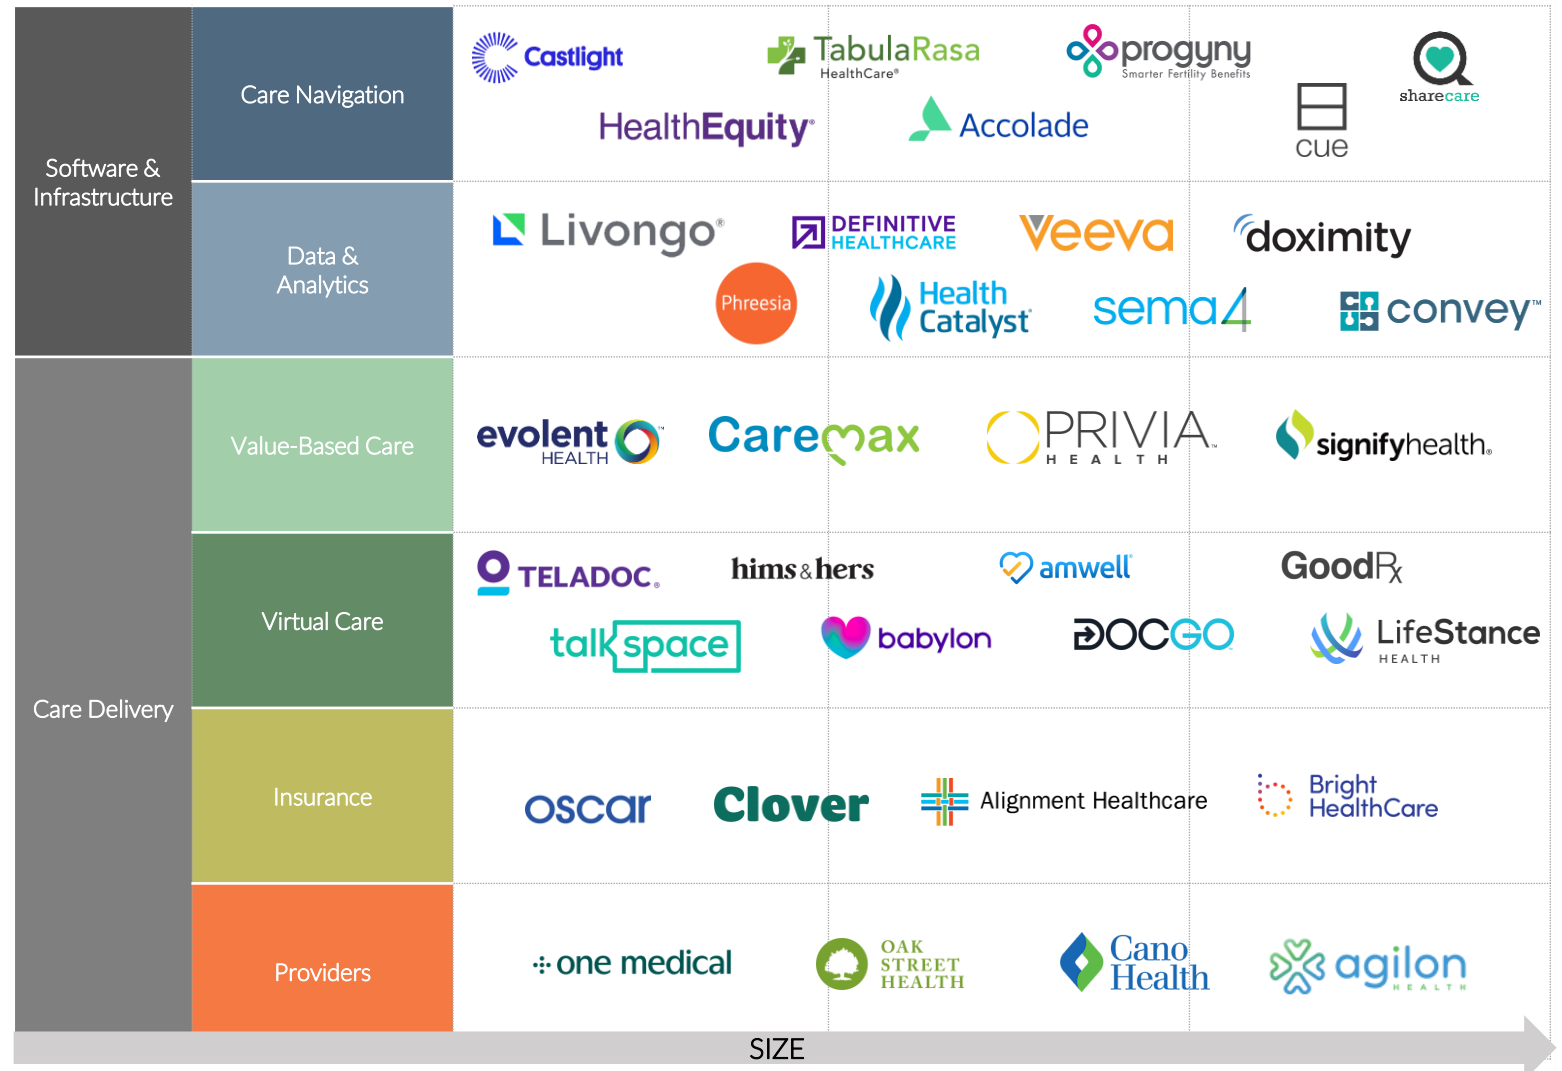 Software &
Infrastructure
Care Navigation
Castlight
TabulaRasa
HealthCare®
progyny
Smarter Fertility Benefits
sharecare
HealthEquity®
Accolade
cue
Data &
Analytics
Livongo®
DEFINITIVE
HEALTHCARE
Veeva
doximity
Phreesia
Health
Catalyst
sema4
convey™
Care Delivery
Value-Based Care
evolent™
HEALTH
Caremax
PRIVIA™
HEALTH
signifyhealth®
Virtual Care
TELADOC®
hims&hers
amwell®
GoodRx
talkspace
babylon
DOCGO
LifeStance
HEALTH
Insurance
oscar
Clover
Alignment Healthcare
b
Bright
HealthCare
Providers
one medical
OAK
STREET
HEALTH
Cano
Health
agilon
HEALTH
SIZE